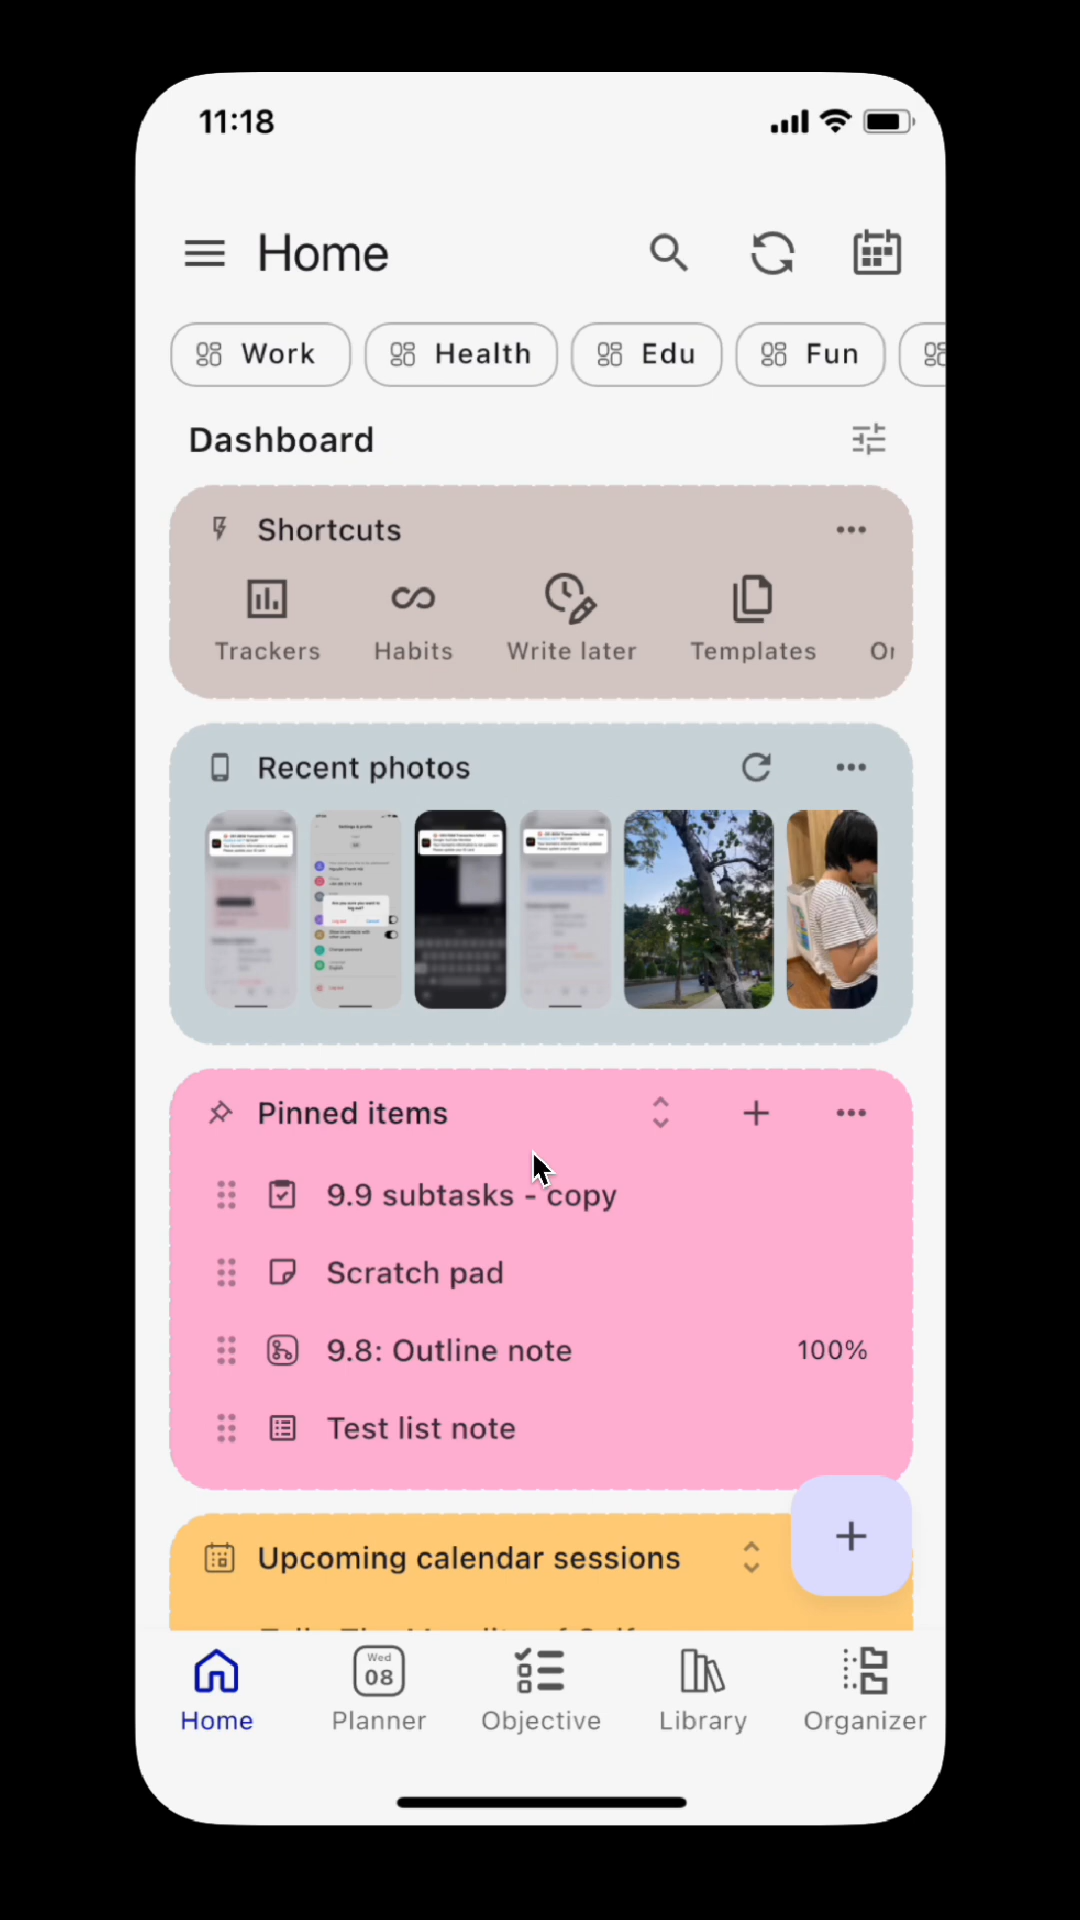 11:18
Home
Work Health Edu Fun
Dashboard
Shortcuts
Trackers Habits Write later Templates
Recent photos
Pinned items
9.9 subtasks - copy
Scratch pad
9.8: Outline note 100%
Test list note
Upcoming calendar sessions
Wed
08
Home Planner Objective Library Organizer